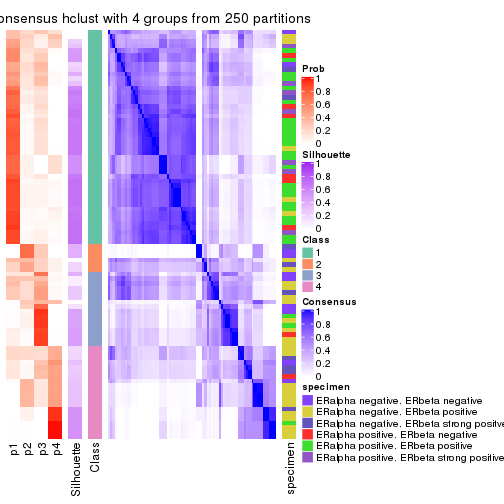 onsensus hclust with 4 groups from 250 partitions
Prob
1
0.8
0.6
0.4
0.2
0
Silhouette
1
0.8
0.6
0.4
0.2
0
Class
1
2
3
4
Consensus
1
0.8
0.6
0.4
0.2
0
specimen
ERalpha negative. ERbeta negative
ERalpha negative. ERbeta positive
ERalpha negative. ERbeta strong positive
ERalpha positive. ERbeta negative
ERalpha positive. ERbeta positive
ERalpha positive. ERbeta strong positive
p1
p2
p3
p4
Silhouette
Class
specimen